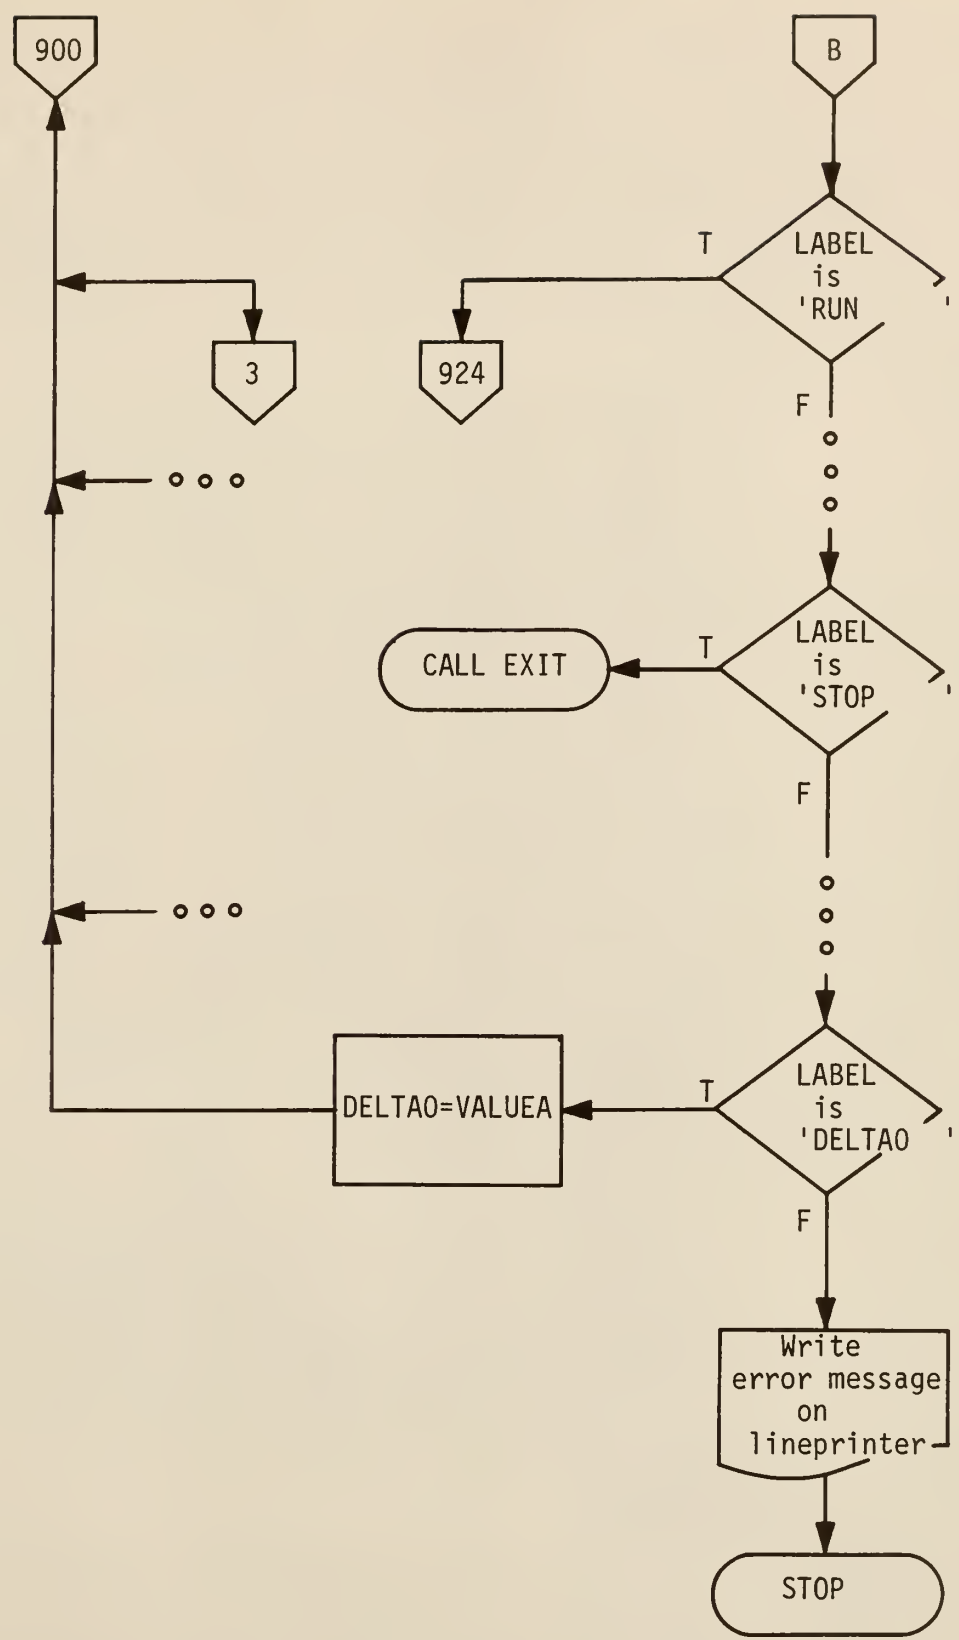 900
B
T
LABEL
is
'RUN '
3
924
F
CALL EXIT
T
LABEL
is
'STOP '
F
DELTAO=VALUEA
T
LABEL
is
'DELTAO '
F
Write
error message
on
lineprinter
STOP